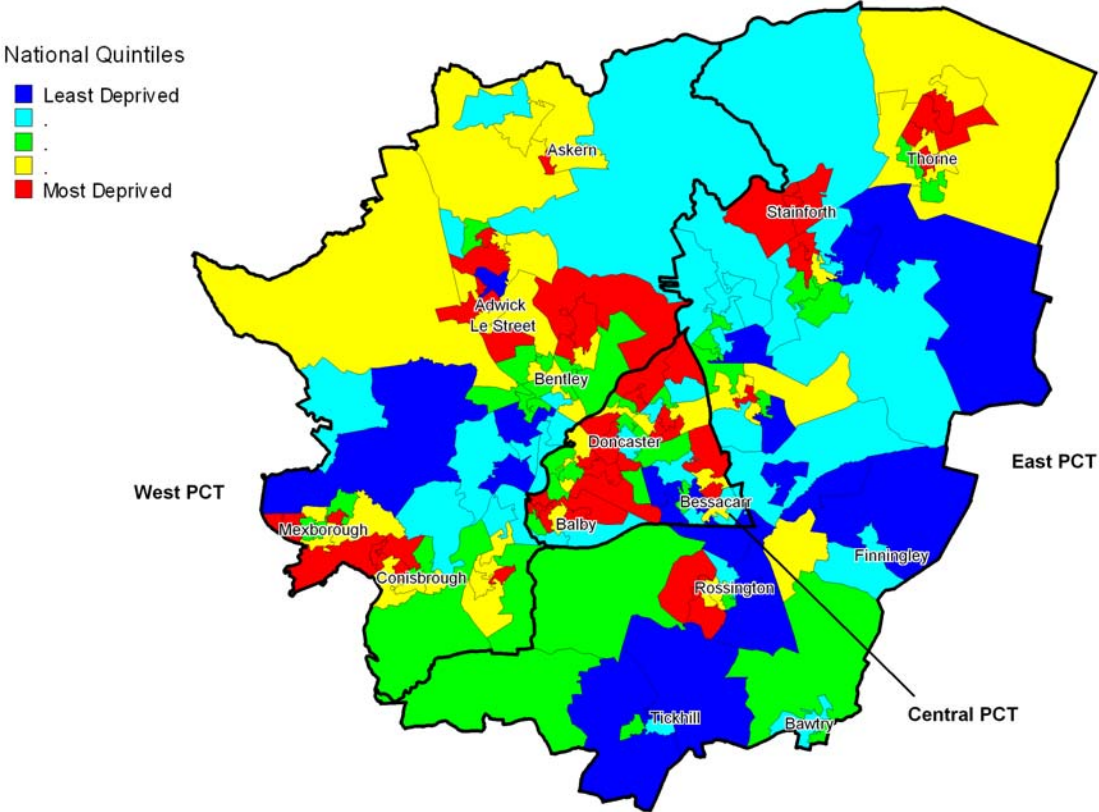 National Quintiles
Least Deprived
.
.
.
Most Deprived
Askern
Thorne
Stainforth
Adwick
Le Street
Bentley
Doncaster
East PCT
West PCT
Bessacarr
Mexborough
Balby
Finningley
Conisbrough
Rossington
Central PCT
Tickhill
Bawtry